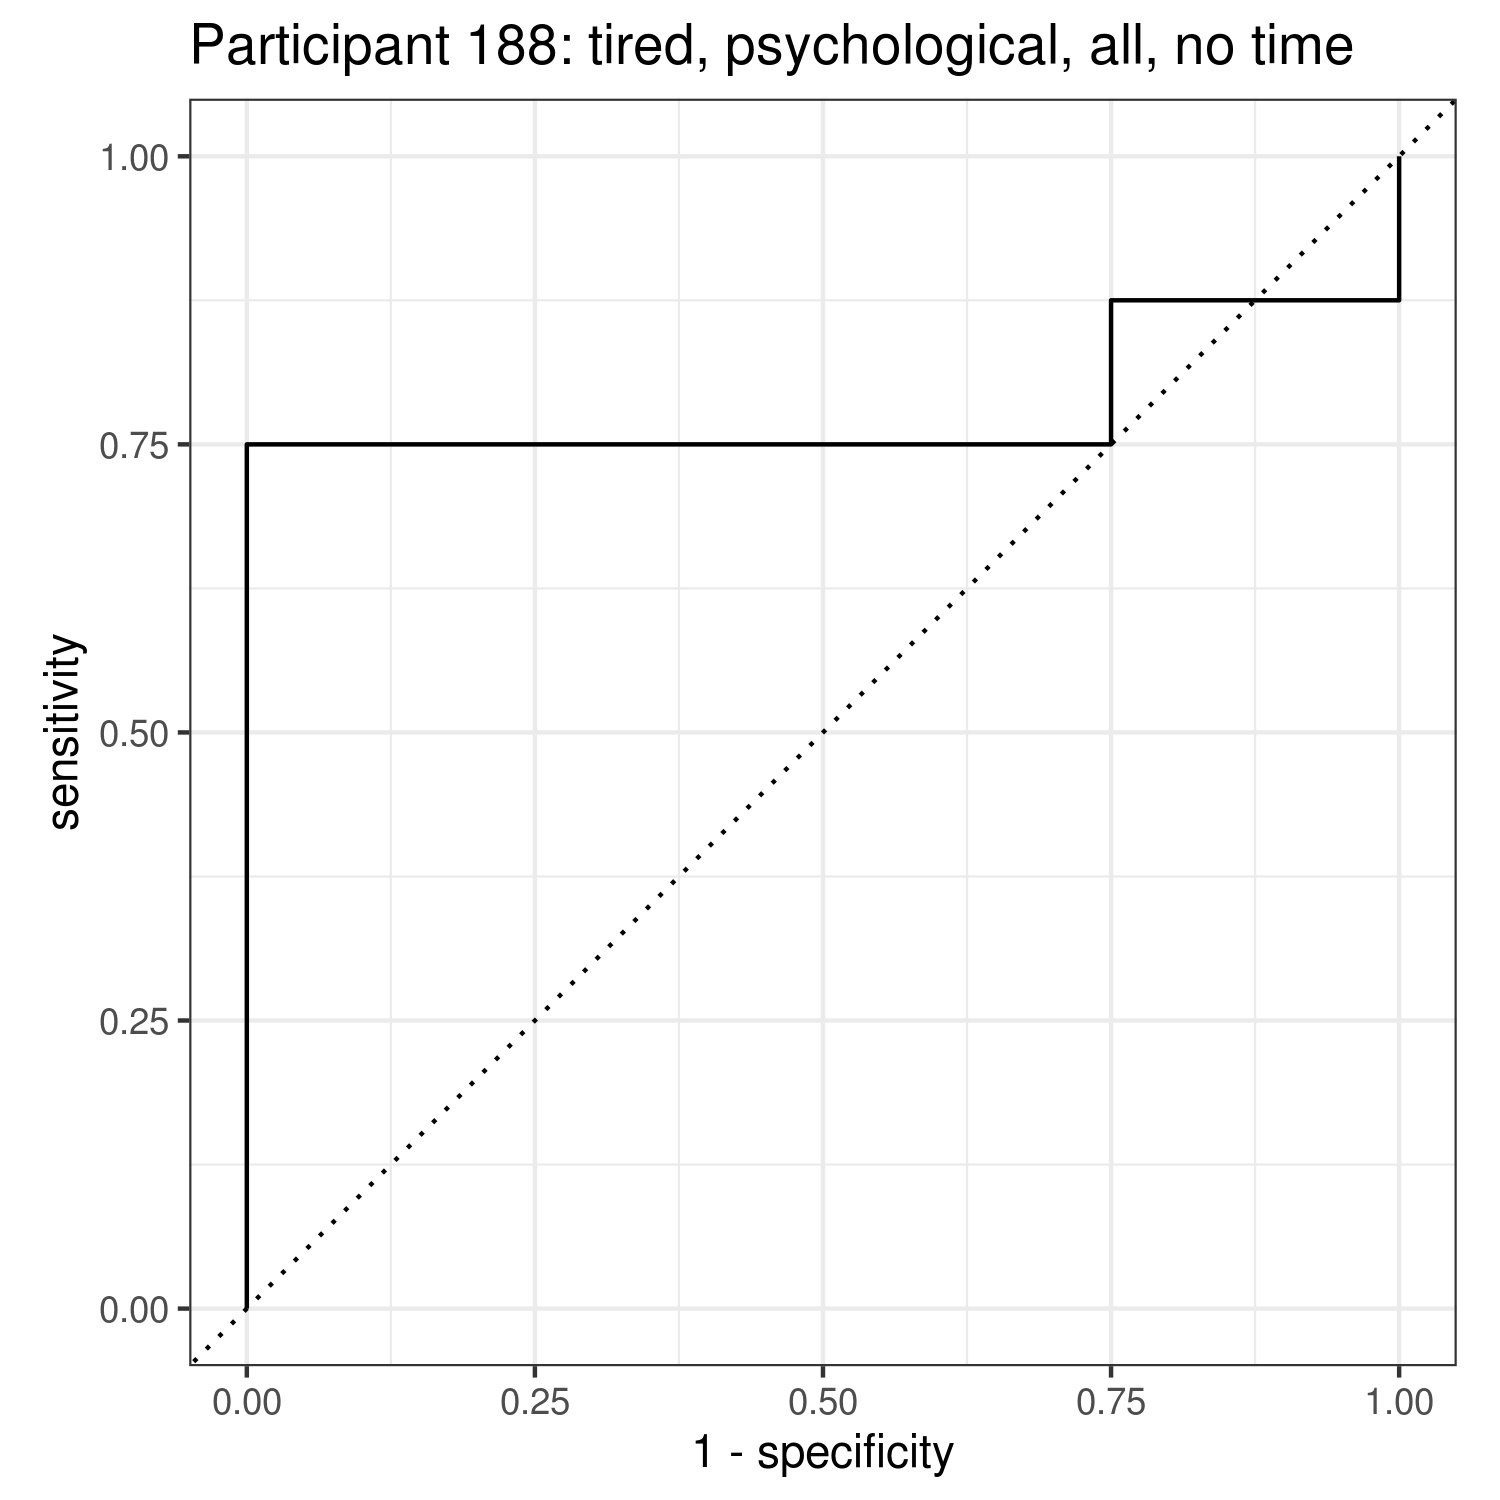 Participant 188: tired, psychological, all, no time
1.00
0.75
0.50
0.25
0.00
sensitivity
0.00 0.25 0.50 0.75 1.00
1 - specificity